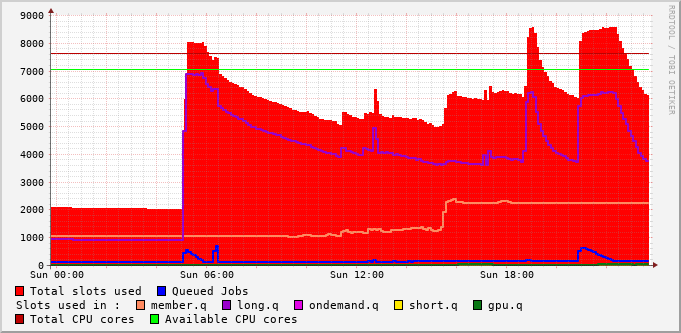 9000
8000
7000
6000
5000
4000
3000
2000
1000
0
Sun 00:00 Sun 06:00 Sun 12:00 Sun 18:00
RRDTOOL / TOBI OETIKER
Total slots used Queued Jobs
Slots used in : member.q long.q ondemand.q short.q gpu.q
Total CPU cores Available CPU cores